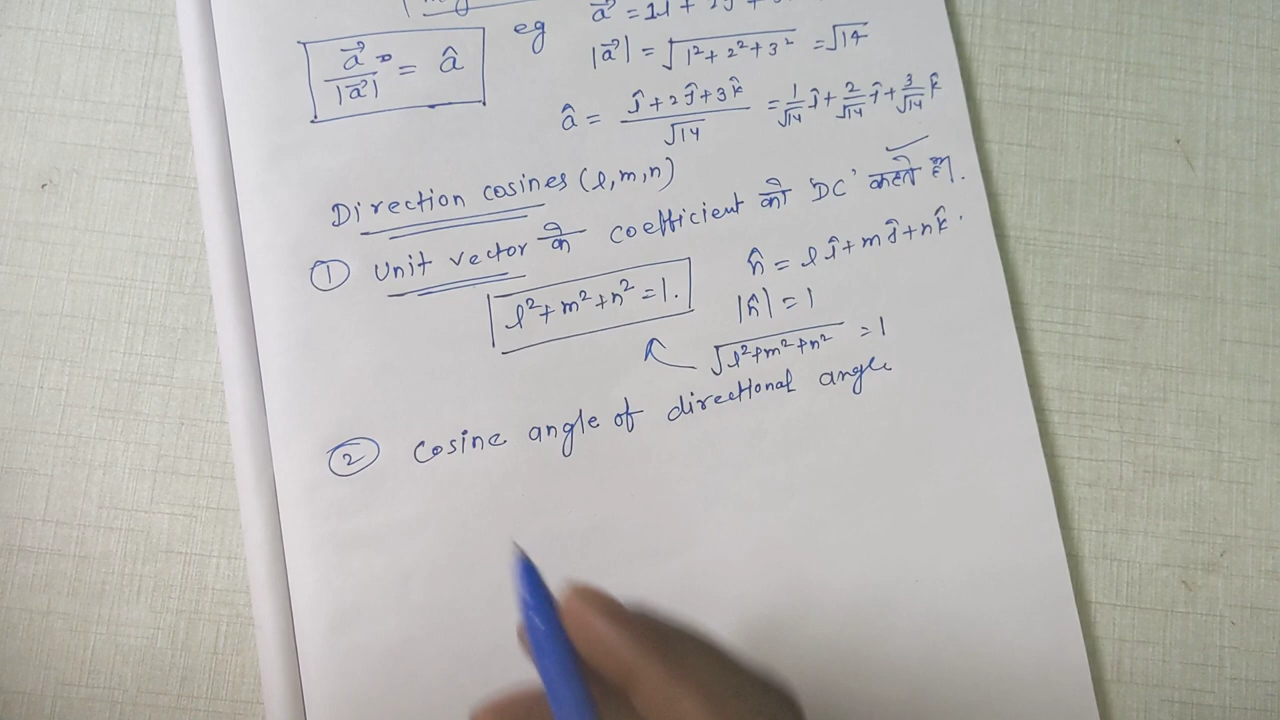 eg
a⃗/|a⃗| = â
|a⃗| = √(1²+2²+3²) = √14
â = (ĵ+2ĵ+3k̂)/√14 = 1/√14 î + 2/√14 ĵ + 3/√14 k̂
Direction cosines (l,m,n)
① Unit vector के coefficient को 'DC' कहते हैं.
l²+m²+n²=1.
n̂ = l î+mĵ+nk̂.
|n̂| = 1
√(l²+m²+n²) = 1
② Cosine angle of directional angle